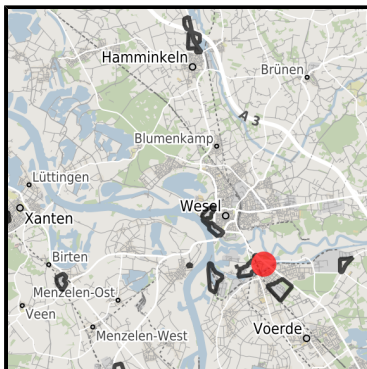 Hamminkeln
Brünen
A 3
Blumenkamp
Lüttingen
Wesel
Xanten
Birten
Menzelen-Ost
Veen
Menzelen-West
Voerde